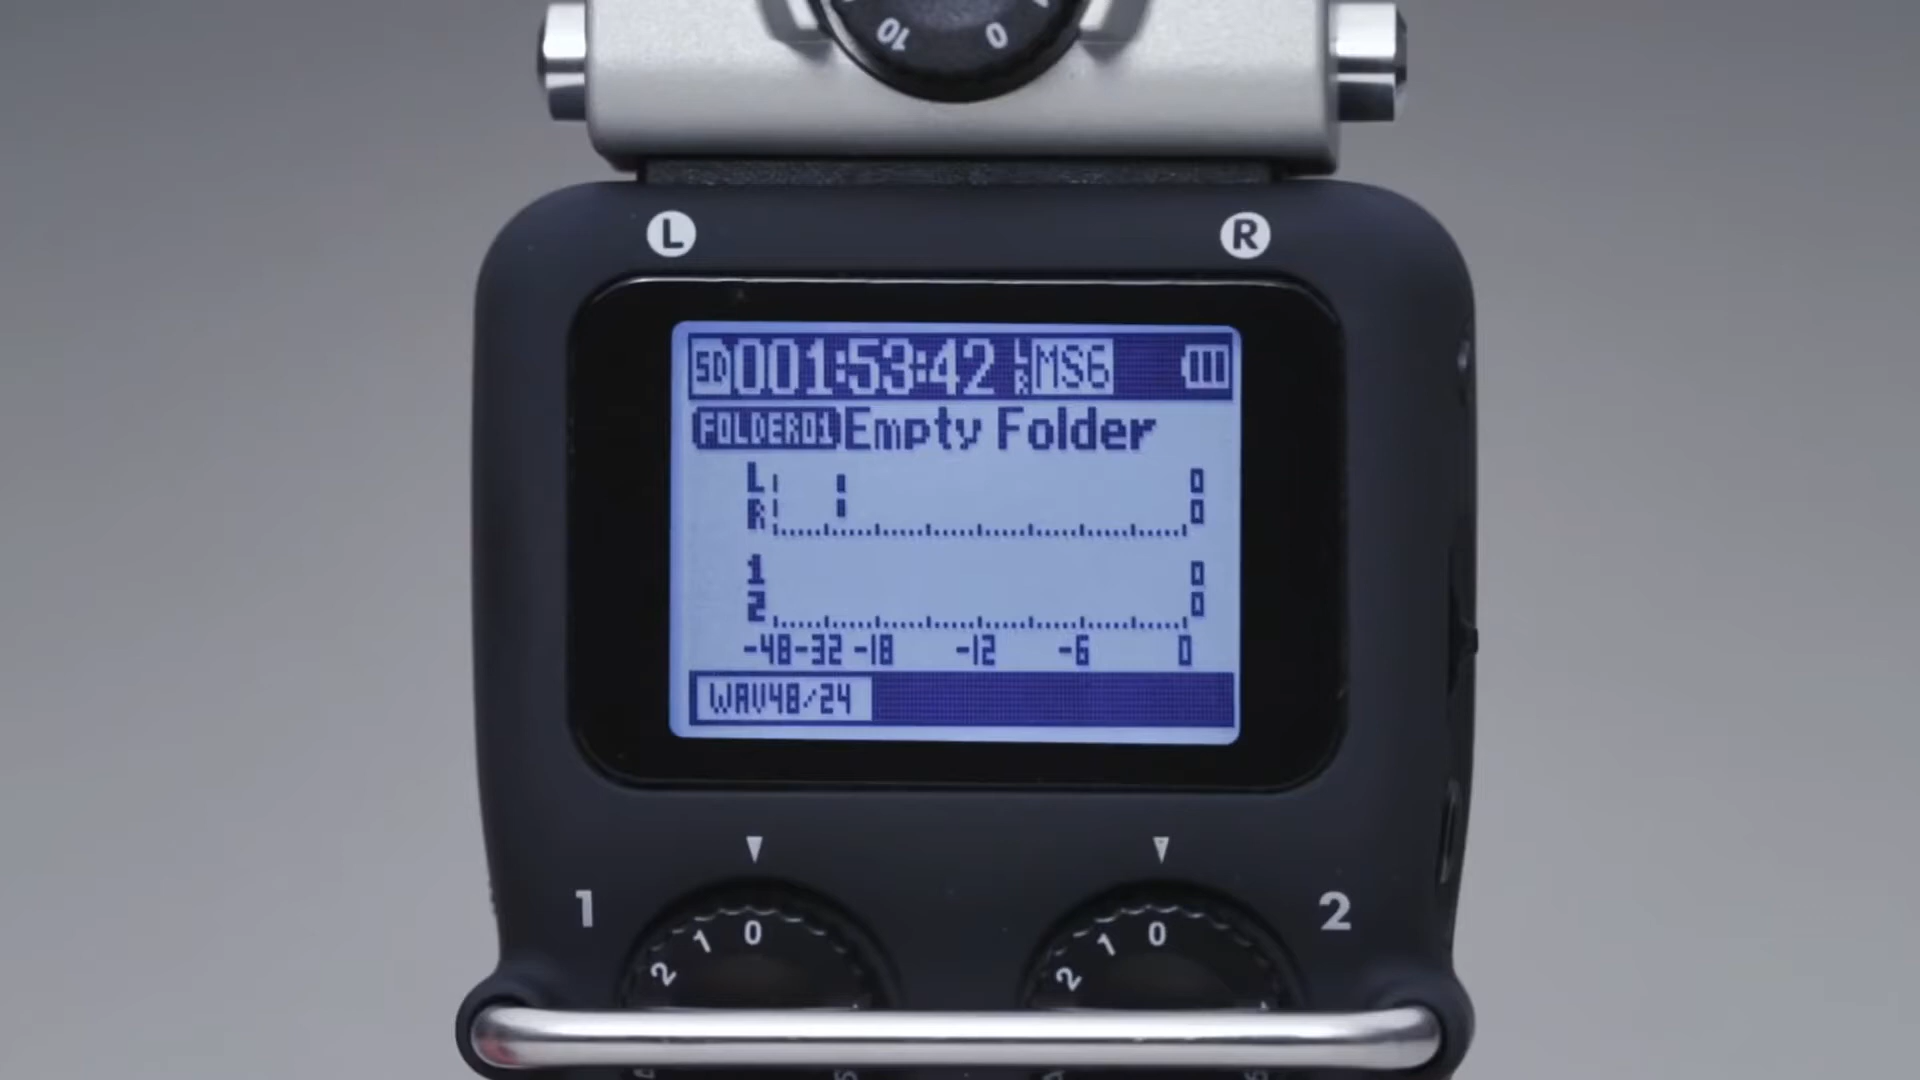 10 0
L R
SD 001:53:42 L R MS6
FOLDER01 Empty Folder
L 0
R 0
1 0
2 0
-48 -32 -18 -12 -6 0
WAV48/24
1 2
2 1 0 2 1 0